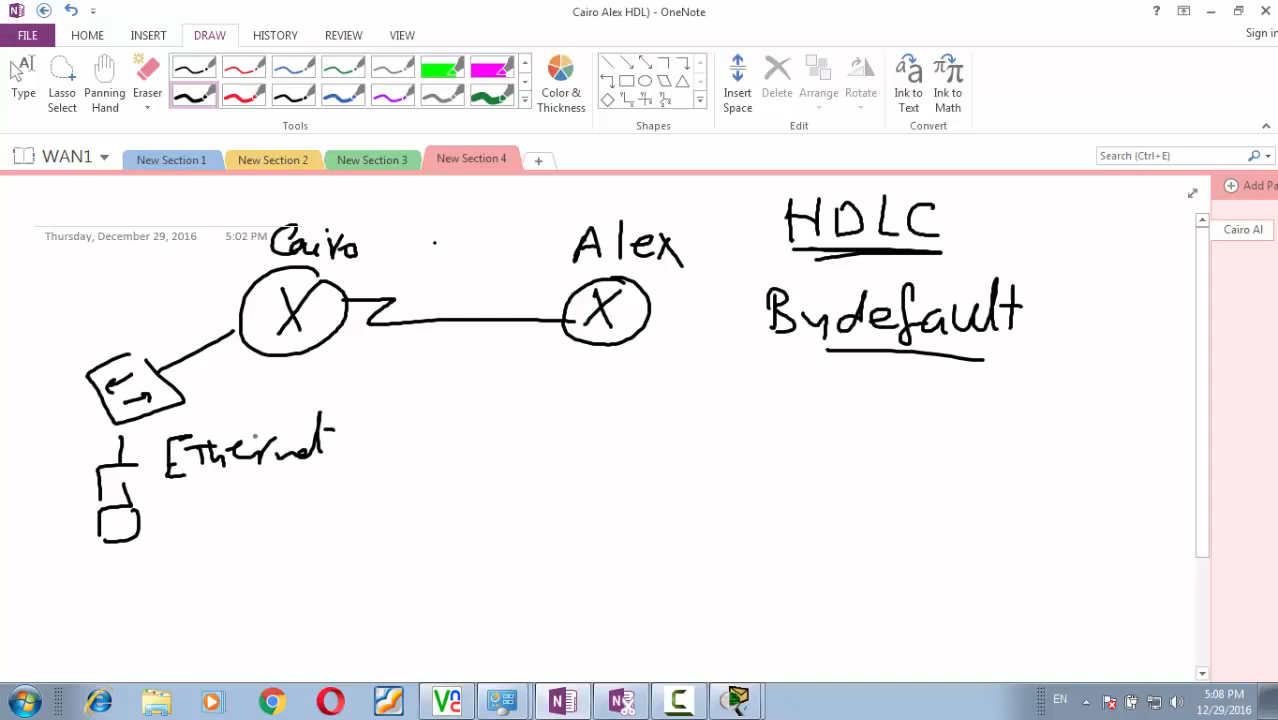 Cairo Alex HDL) - OneNote
?
Sign in
FILE HOME INSERT DRAW HISTORY REVIEW VIEW
Type
Lasso Select
Panning Hand
Eraser
Color & Thickness
Insert Space
Delete
Arrange
Rotate
Ink to Text
Ink to Math
Tools
Shapes
Edit
Convert
WAN1
New Section 1
New Section 2
New Section 3
New Section 4
Search (Ctrl+E)
Add Pa
Cairo Al
Thursday, December 29, 2016 5:02 PM
Cairo
Alex
HDLC
X
X
By default
Ethernet
EN
5:08 PM
12/29/2016